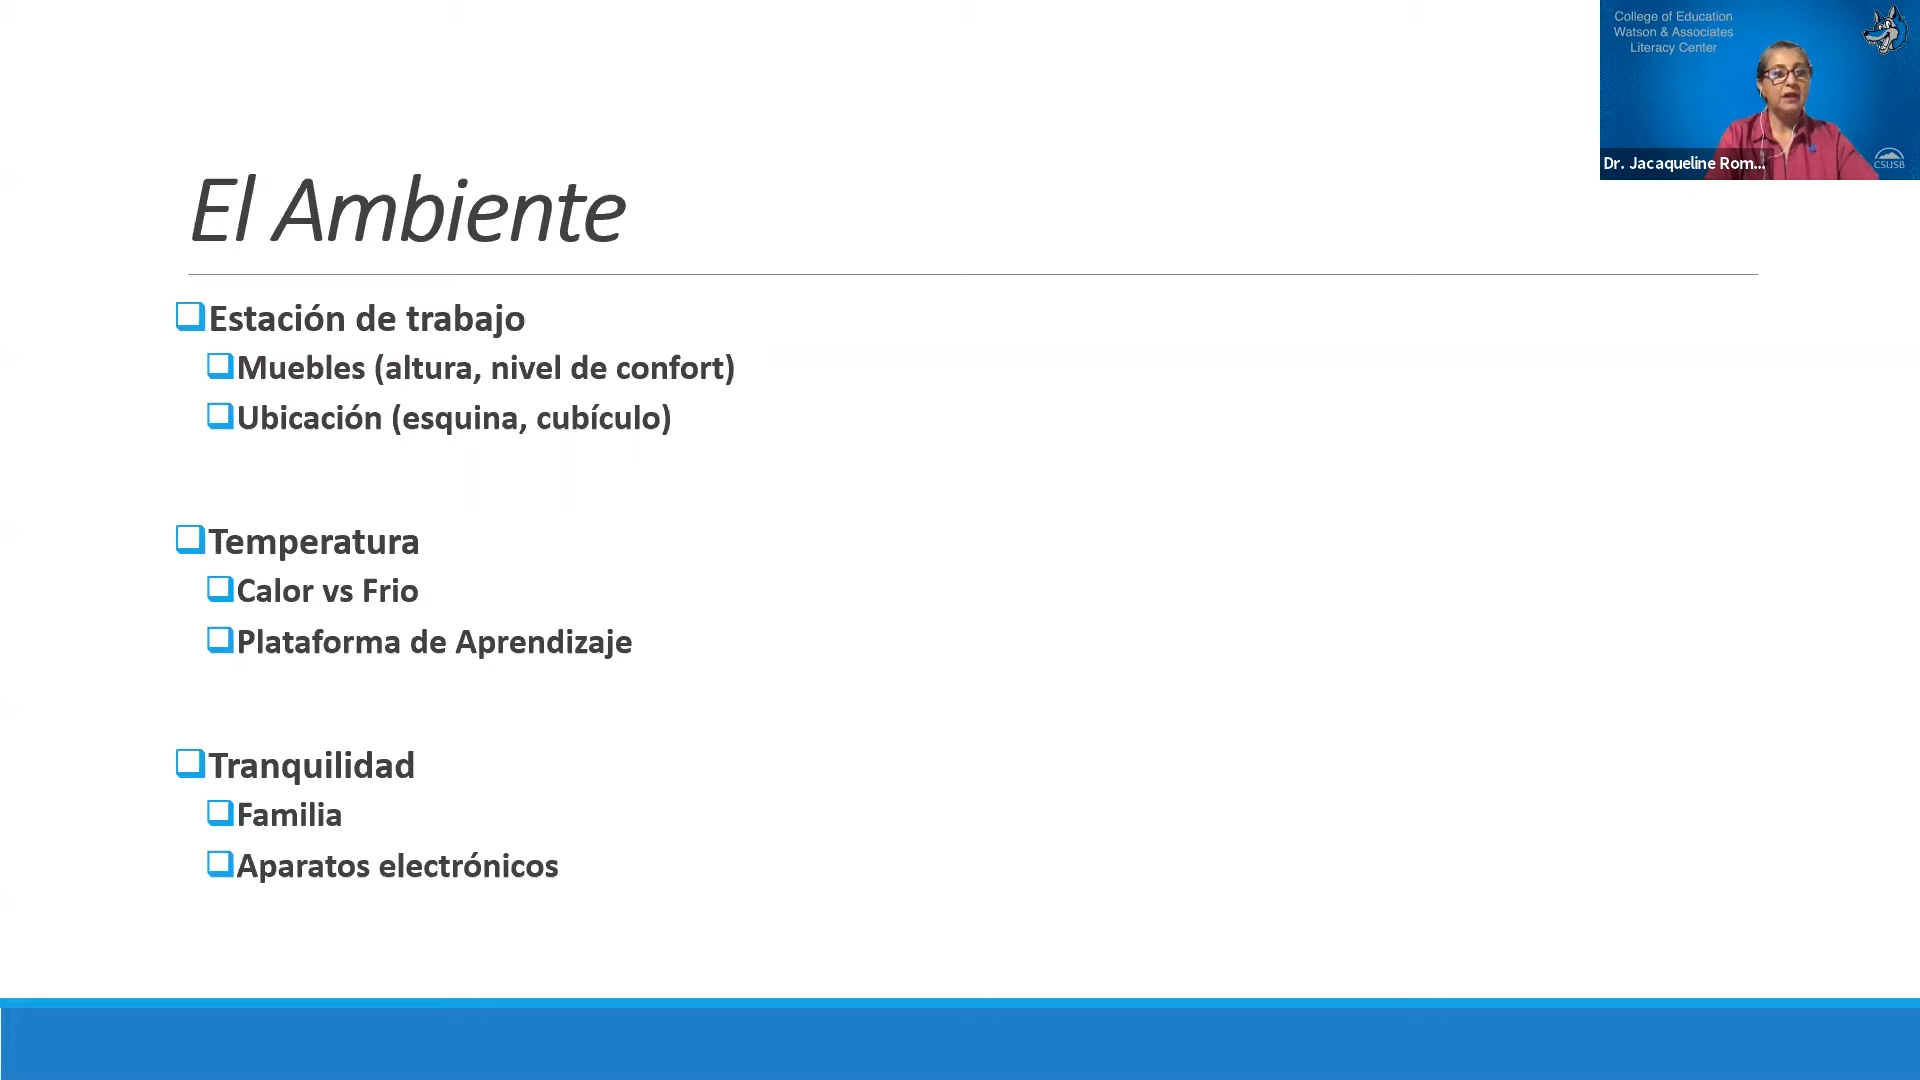 College of Education
Watson & Associates
Literacy Center
Dr. Jacaqueline Rom...
CSUSB
El Ambiente
Estación de trabajo
Muebles (altura, nivel de confort)
Ubicación (esquina, cubículo)
Temperatura
Calor vs Frio
Plataforma de Aprendizaje
Tranquilidad
Familia
Aparatos electrónicos